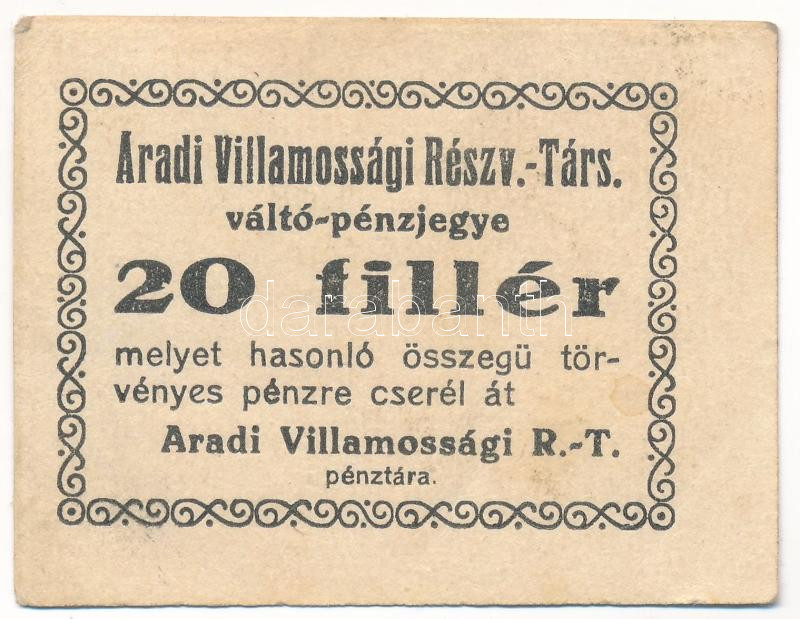 Aradi Villamossági Részv.-Társ.
váltó-pénzjegye
20 fillér
darabanth
melyet hasonló összegü tör-
vényes pénzre cserél át
Aradi Villamossági R.-T.
pénztára.